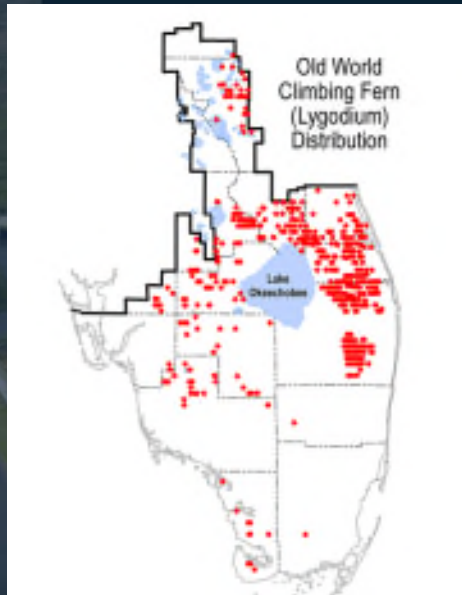 Old World
Climbing Fern
(Lygodium)
Distribution
Lake
Okeechobee